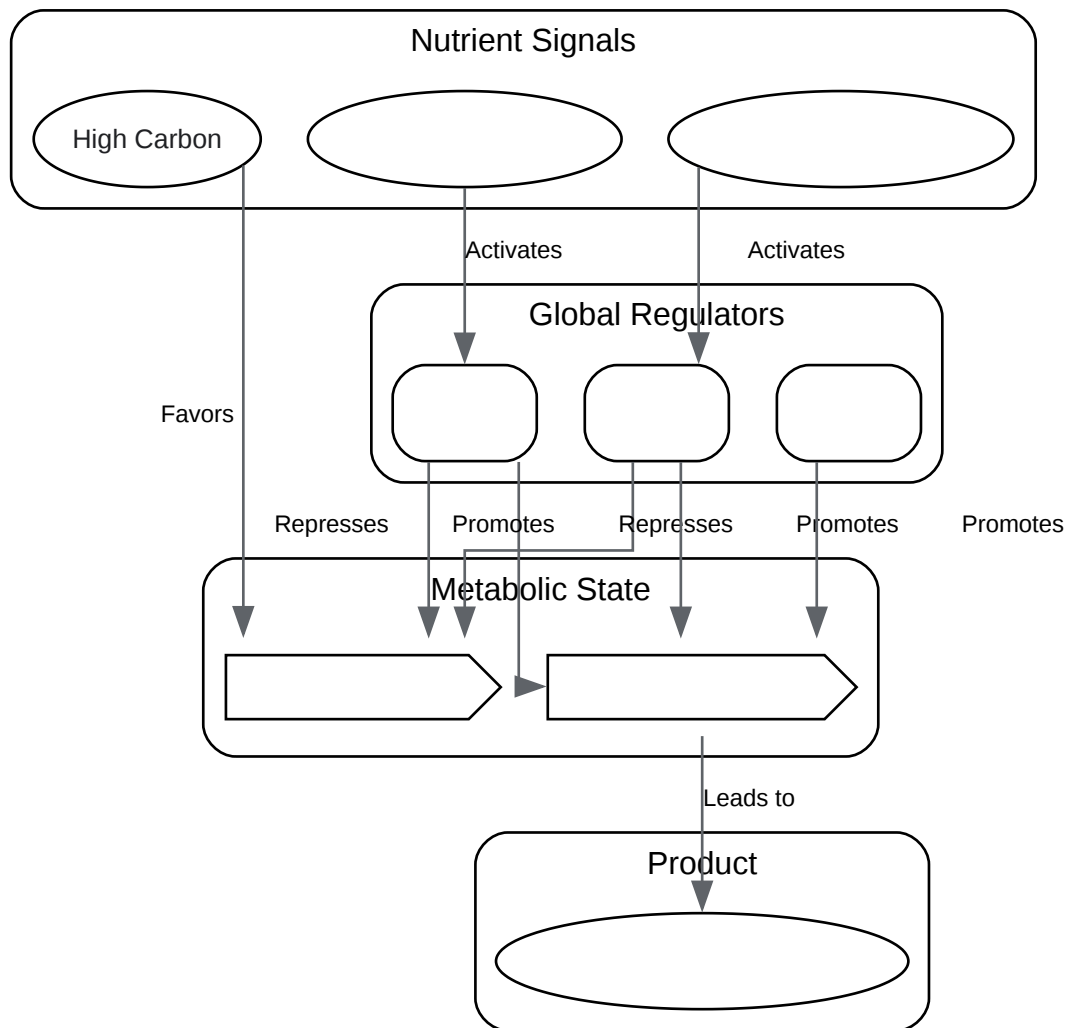 Nutrient Signals
High Carbon
Activates
Activates
Global Regulators
Favors
Represses
Promotes
Represses
Promotes
Promotes
Metabolic State
Leads to
Product